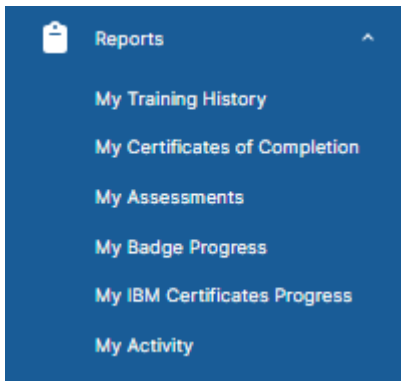 Reports
My Training History
My Certificates of Completion
My Assessments
My Badge Progress
My IBM Certificates Progress
My Activity